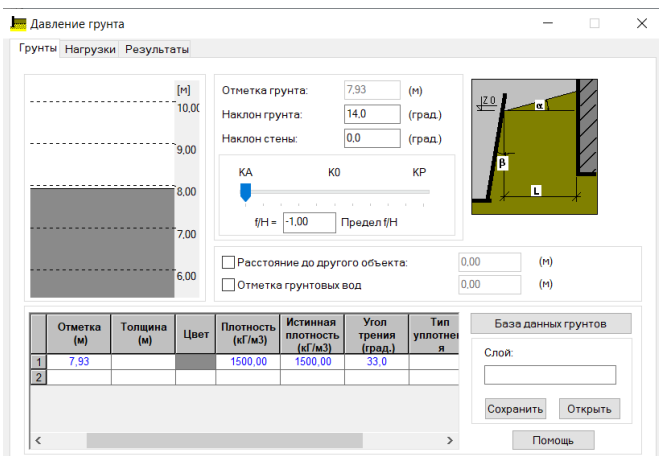 Давление грунта
Грунты Нагрузки Результаты
[м]
10,00
9,00
8,00
7,00
6,00
Отметка грунта: 7,93 (м)
Наклон грунта: 14.0 (град.)
Наклон стены: 0,0 (град.)
KA K0 KP
f/H = -1,00 Предел f/H
Z 0
α
β
L
Расстояние до другого объекта: 0,00 (м)
Отметка грунтовых вод 0,00 (м)
Отметка (м) Толщина (м) Цвет Плотность (кГ/м3) Истинная плотность (кГ/м3) Угол трения (град.) Тип уплотнени я
1 7,93 1500,00 1500,00 33,0
2
База данных грунтов
Слой:
Сохранить Открыть
Помощь